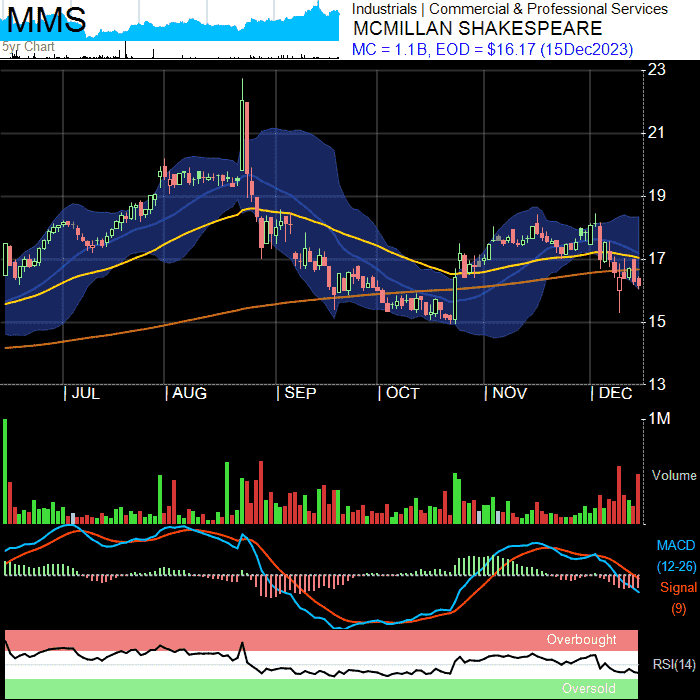 MMS
5yr Chart
Industrials | Commercial & Professional Services
MCMILLAN SHAKESPEARE
MC = 1.1B, EOD = $16.17 (15Dec2023)
23
21
19
17
15
13
| JUL | AUG | SEP | OCT | NOV | DEC
1M
Volume
MACD
(12-26)
Signal
(9)
Overbought
RSI(14)
Oversold